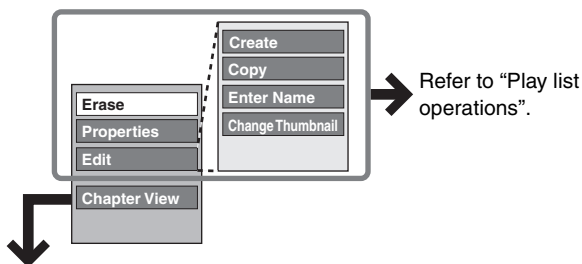 Create
Copy
Enter Name
Change Thumbnail
Erase
Properties
Edit
Chapter View
Refer to “Play list
operations”.